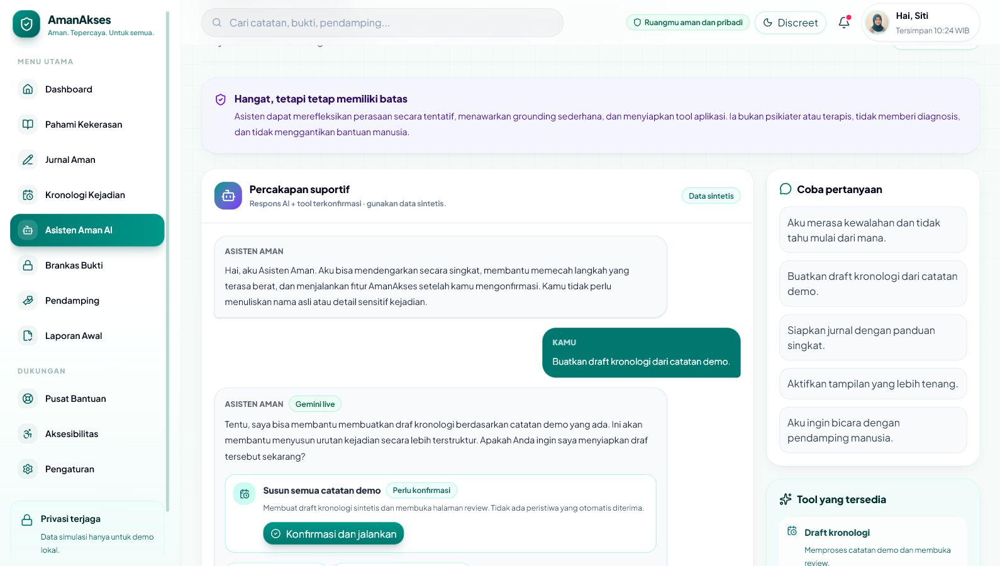 AmanAkses
Aman. Tepercaya. Untuk semua.
MENU UTAMA
Dashboard
Pahami Kekerasan
Jurnal Aman
Kronologi Kejadian
Asisten Aman AI
Brankas Bukti
Pendamping
Laporan Awal
DUKUNGAN
Pusat Bantuan
Aksesibilitas
Pengaturan
Privasi terjaga
Data simulasi hanya untuk demo
lokal.
Cari catatan, bukti, pendamping...
Ruangmu aman dan pribadi
Discreet
Hai, Siti
Tersimpan 10:24 WIB
Hangat, tetapi tetap memiliki batas
Asisten dapat merefleksikan perasaan secara tentatif, menawarkan grounding sederhana, dan menyiapkan tool aplikasi. Ia bukan psikiater atau terapis, tidak memberi diagnosis,
dan tidak menggantikan bantuan manusia.
Percakapan suportif
Respons AI + tool terkonfirmasi · gunakan data sintetis.
Data sintetis
ASISTEN AMAN
Hai, aku Asisten Aman. Aku bisa mendengarkan secara singkat, membantu memecah langkah yang
terasa berat, dan menjalankan fitur AmanAkses setelah kamu mengonfirmasi. Kamu tidak perlu
menuliskan nama asli atau detail sensitif kejadian.
KAMU
Buatkan draft kronologi dari catatan demo.
ASISTEN AMAN
Gemini live
Tentu, saya bisa membantu membuatkan draf kronologi berdasarkan catatan demo yang ada. Ini akan
membantu menyusun urutan kejadian secara lebih terstruktur. Apakah Anda ingin saya menyiapkan draf
tersebut sekarang?
Susun semua catatan demo
Perlu konfirmasi
Membuat draft kronologi sintetis dan membuka halaman review. Tidak ada peristiwa yang otomatis diterima.
Konfirmasi dan jalankan
Coba pertanyaan
Aku merasa kewalahan dan tidak
tahu mulai dari mana.
Buatkan draft kronologi dari catatan
demo.
Siapkan jurnal dengan panduan
singkat.
Aktifkan tampilan yang lebih tenang.
Aku ingin bicara dengan
pendamping manusia.
Tool yang tersedia
Draft kronologi
Memproses catatan demo dan membuka
review.